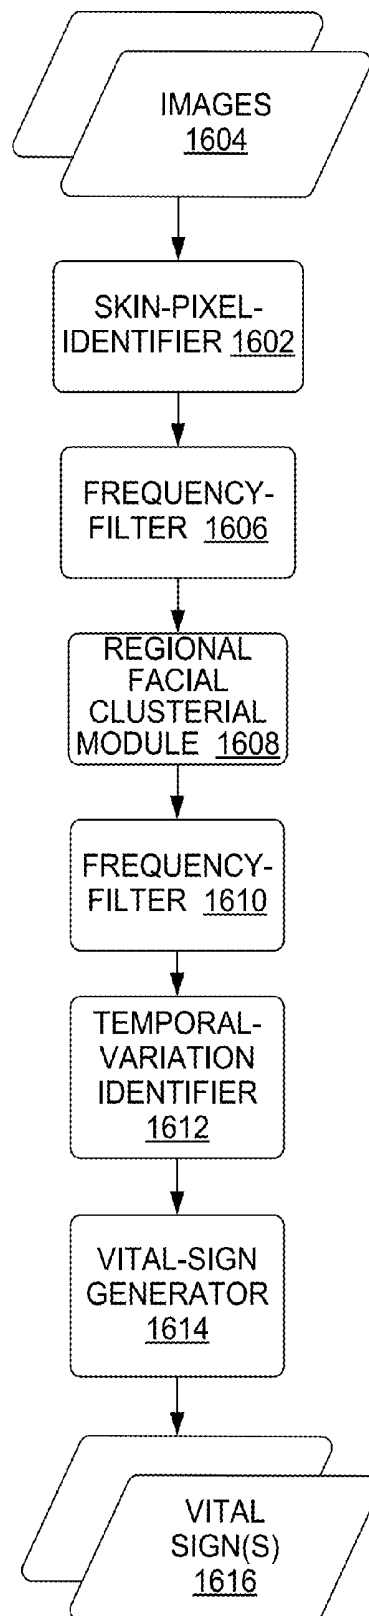 IMAGES
1604
SKIN-PIXEL-
IDENTIFIER 1602
FREQUENCY-
FILTER 1606
REGIONAL
FACIAL
CLUSTERIAL
MODULE 1608
FREQUENCY-
FILTER 1610
TEMPORAL-
VARIATION
IDENTIFIER
1612
VITAL-SIGN
GENERATOR
1614
VITAL
SIGN(S)
1616